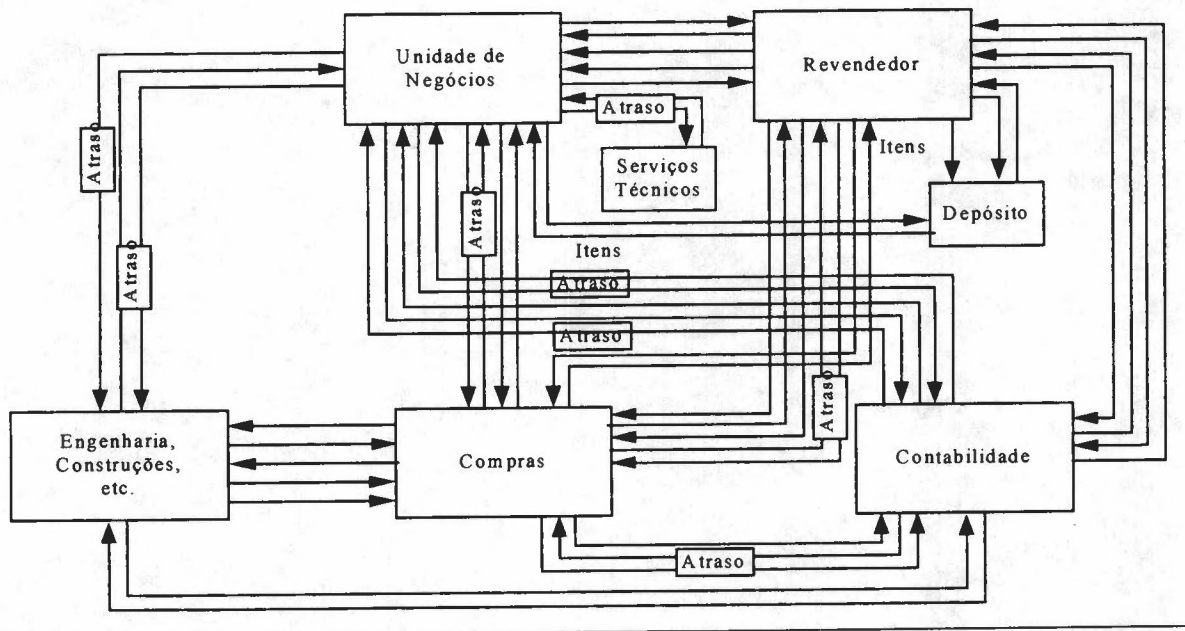 Unidade de
Negócios
Revendedor
Atraso
Atraso
Itens
Serviços
Técnicos
Depósito
Atraso
Atraso
Itens
Atraso
Atraso
Atraso
Engenharia,
Construções,
etc.
Compras
Contabilidade
Atraso